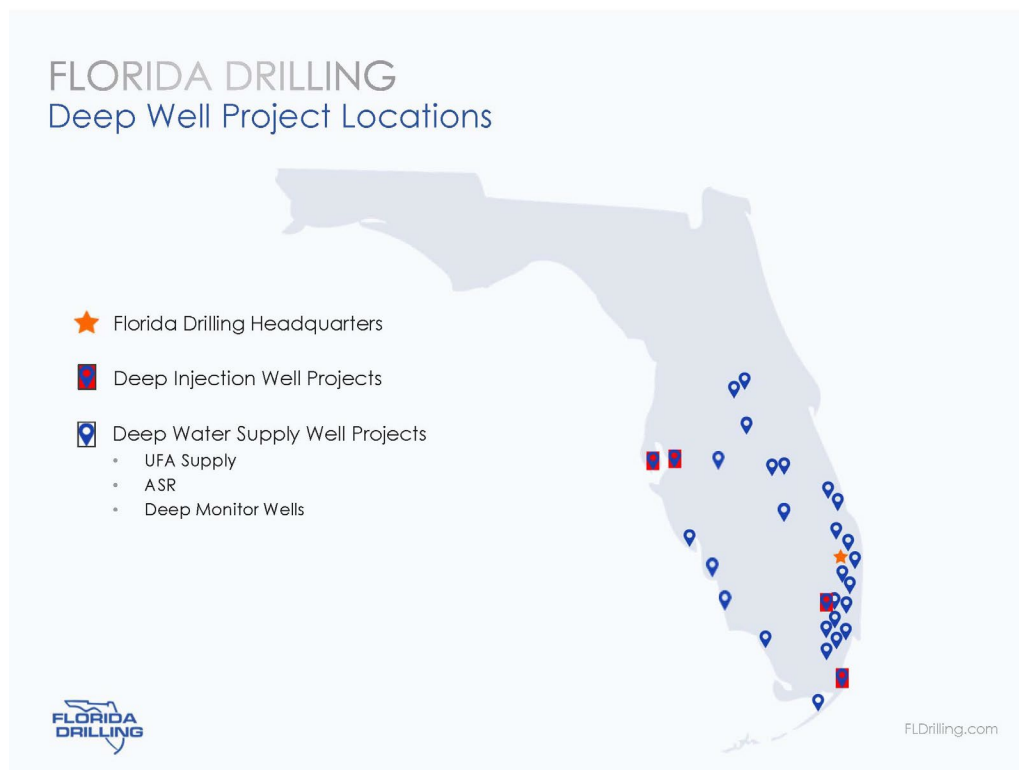 FLORIDA DRILLING
Deep Well Project Locations
Florida Drilling Headquarters
Deep Injection Well Projects
Deep Water Supply Well Projects
• UFA Supply
• ASR
• Deep Monitor Wells
FLORIDA
DRILLING
FLDrilling.com